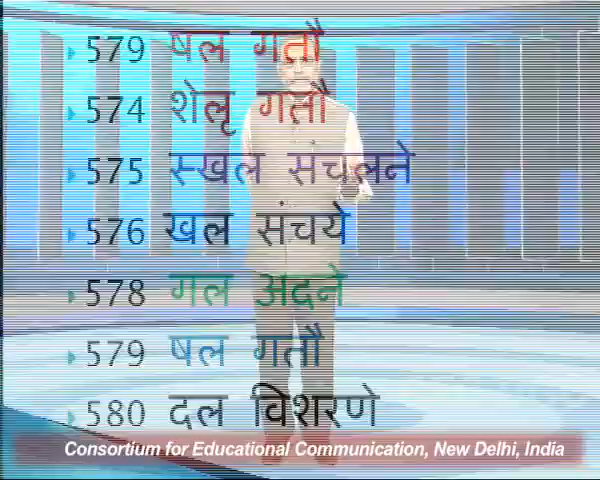 579 षल गतौ
574 शेलृ गतौ
575 स्खल संचलने
576 खल संचये
578 गल अदने
579 षल गतौ
580 दल विशरणे
Consortium for Educational Communication, New Delhi, India